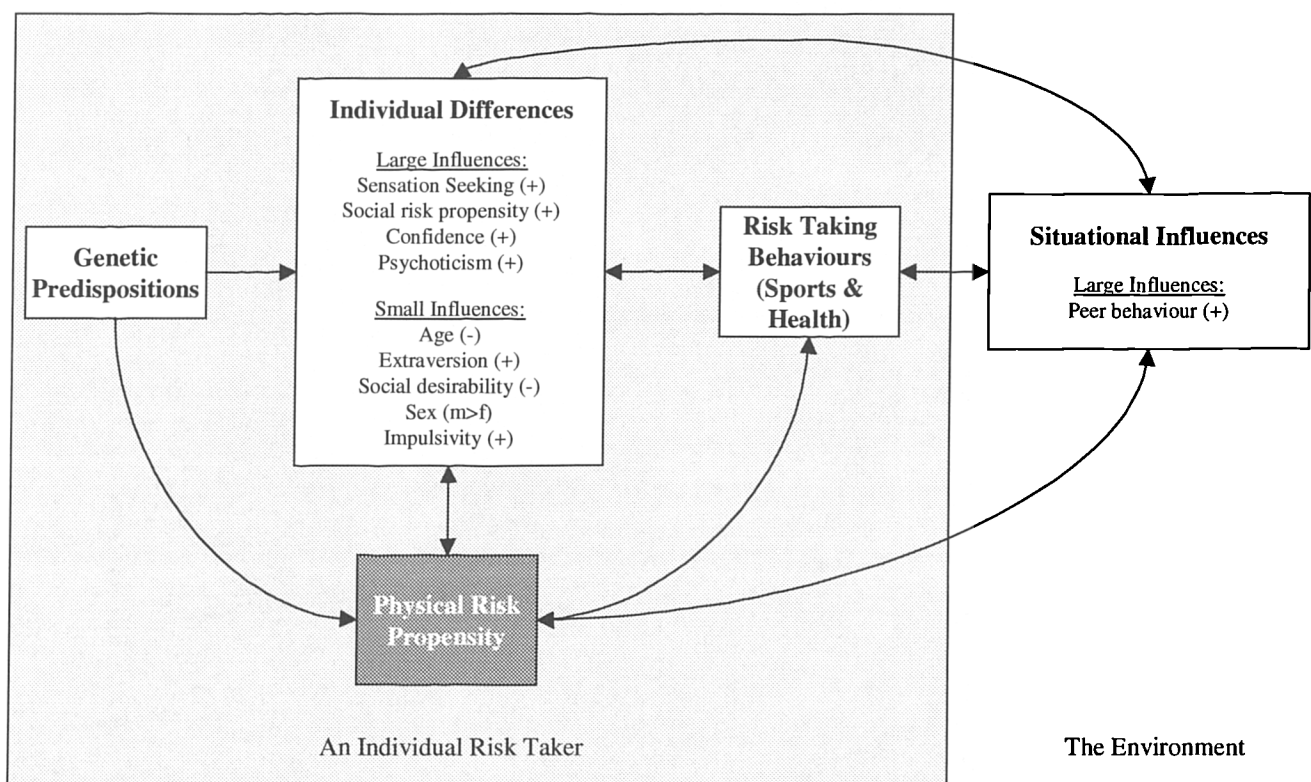 Individual Differences
Large Influences:
Sensation Seeking (+)
Social risk propensity (+)
Confidence (+)
Psychoticism (+)
Small Influences:
Age (-)
Extraversion (+)
Social desirability (-)
Sex (m>f)
Impulsivity (+)
Genetic
Predispositions
Risk Taking
Behaviours
(Sports &
Health)
Situational Influences
Large Influences:
Peer behaviour (+)
Physical Risk
Propensity
An Individual Risk Taker
The Environment